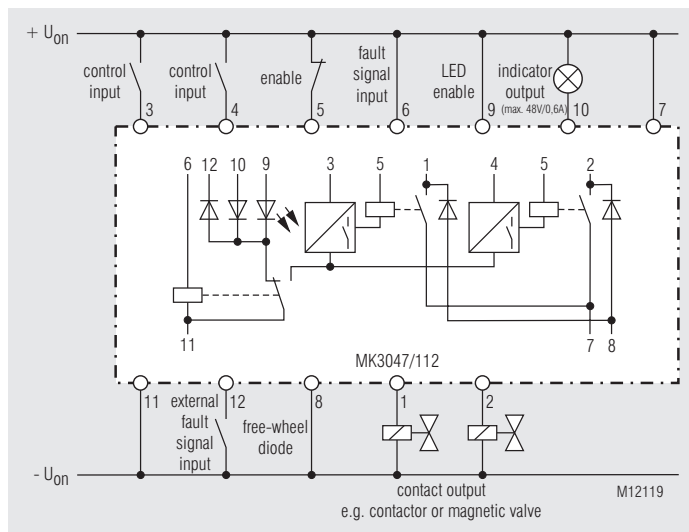 + Uon
control
input
control
input
enable
fault
signal
input
LED
enable
indicator
output
(max. 48V/0,6A)
3
4
5
6
9
10
7
6
12
10
9
3
5
1
4
5
2
11
7
8
MK3047/112
11
12
8
1
2
external
fault
signal
input
free-wheel
diode
- Uon
contact output
e.g. contactor or magnetic valve
M12119